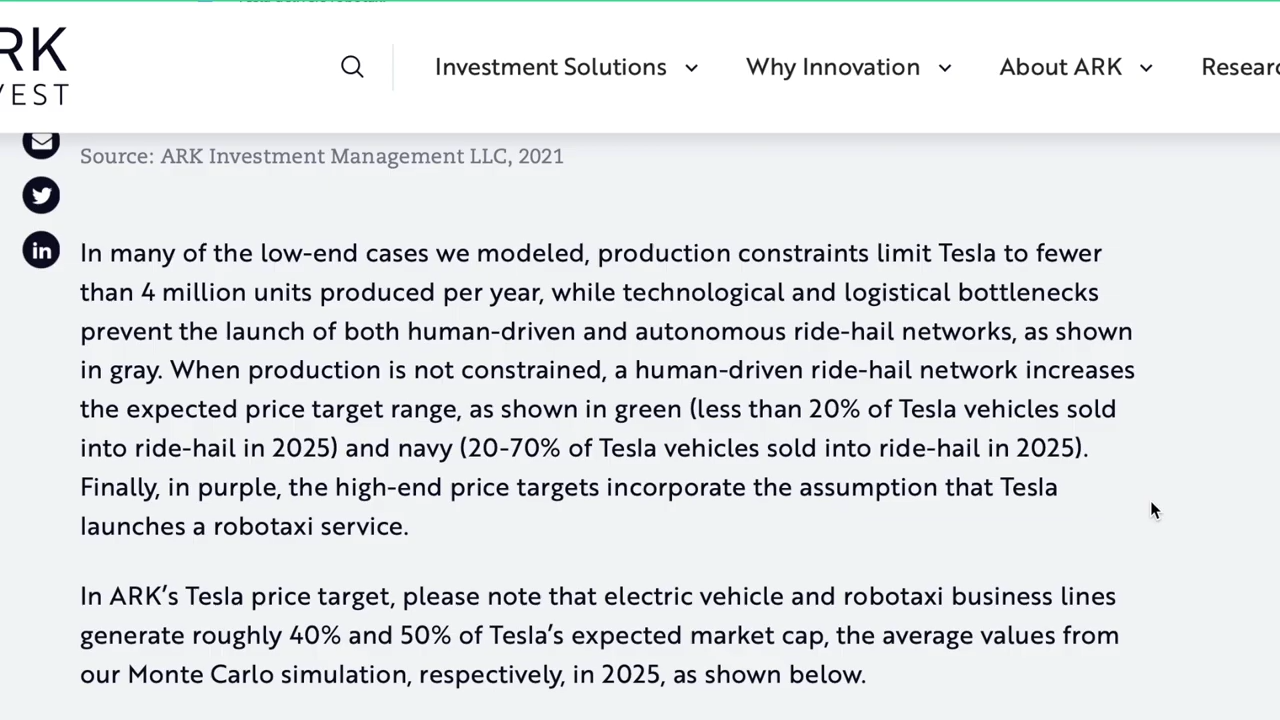 RK
VEST
Investment Solutions
Why Innovation
About ARK
Researc
Source: ARK Investment Management LLC, 2021
In many of the low-end cases we modeled, production constraints limit Tesla to fewer
than 4 million units produced per year, while technological and logistical bottlenecks
prevent the launch of both human-driven and autonomous ride-hail networks, as shown
in gray. When production is not constrained, a human-driven ride-hail network increases
the expected price target range, as shown in green (less than 20% of Tesla vehicles sold
into ride-hail in 2025) and navy (20-70% of Tesla vehicles sold into ride-hail in 2025).
Finally, in purple, the high-end price targets incorporate the assumption that Tesla
launches a robotaxi service.
In ARK’s Tesla price target, please note that electric vehicle and robotaxi business lines
generate roughly 40% and 50% of Tesla’s expected market cap, the average values from
our Monte Carlo simulation, respectively, in 2025, as shown below.